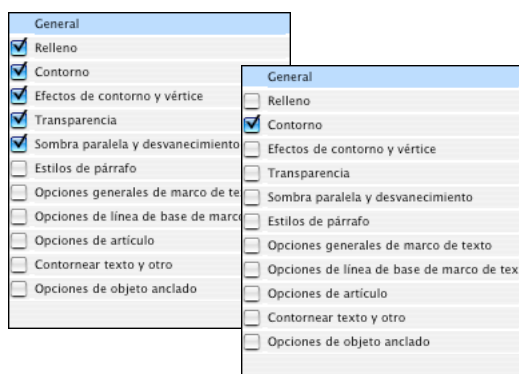 General
Relleno
Contorno
Efectos de contorno y vértice
Transparencia
Sombra paralela y desvanecimiento
Estilos de párrafo
Opciones generales de marco de
Opciones de línea de base de
Opciones de artículo
Contornear texto y otro
Opciones de objeto anclado
General
Relleno
Contorno
Efectos de contorno y vértice
Transparencia
Sombra paralela y desvanecimiento
Estilos de párrafo
Opciones generales de marco de texto
Opciones de línea de base de marco de
Opciones de artículo
Contornear texto y otro
Opciones de objeto anclado